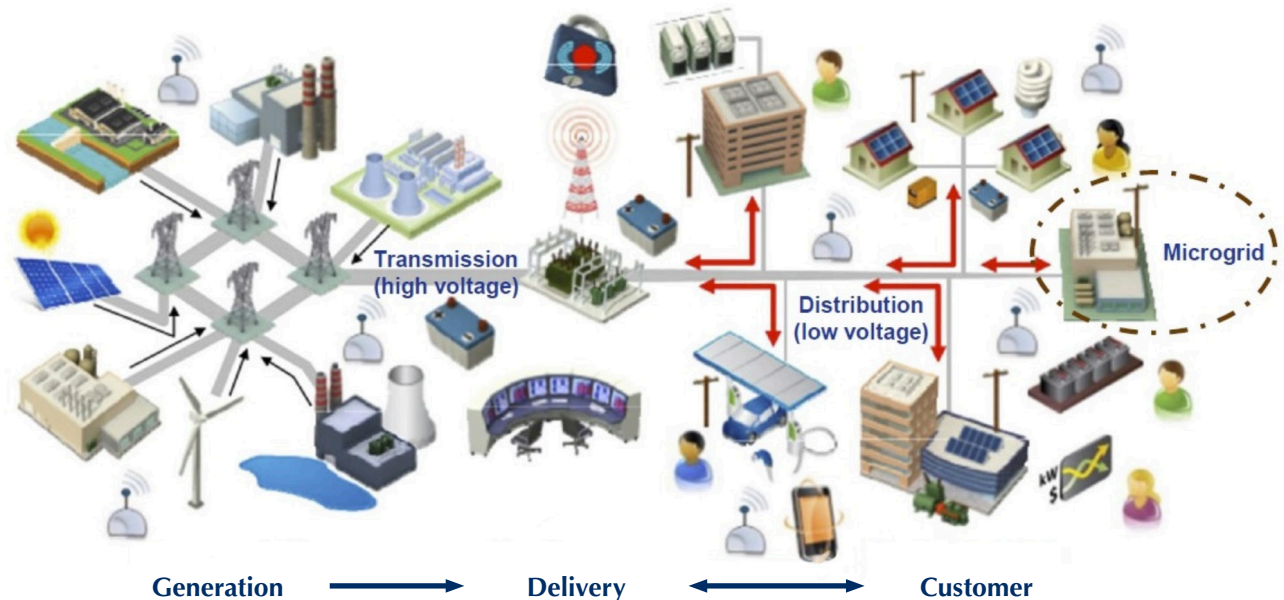 Transmission
(high voltage)
Microgrid
Distribution
(low voltage)
kW
$
Generation
Delivery
Customer